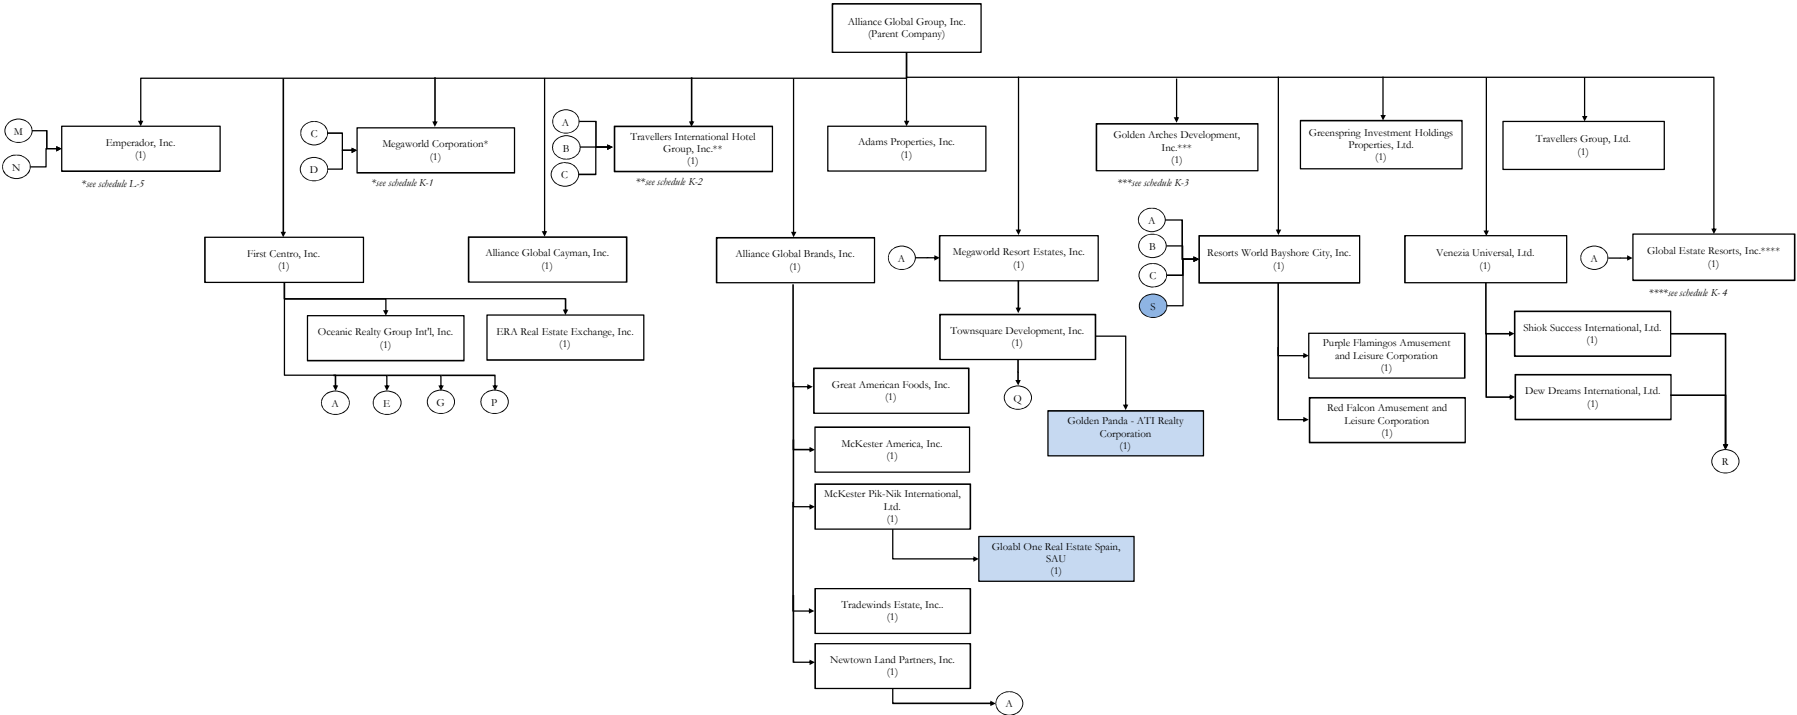 Alliance Global Group, Inc.
(Parent Company)
M
N
Emperador, Inc.
(1)
*see schedule L-5
C
D
Megaworld Corporation*
(1)
*see schedule K-1
A
B
C
Travellers International Hotel
Group, Inc.**
(1)
**see schedule K-2
Adams Properties, Inc.
(1)
Golden Arches Development,
Inc.***
(1)
***see schedule K-3
Greenspring Investment Holdings
Properties, Ltd.
(1)
Travellers Group, Ltd.
(1)
First Centro, Inc.
(1)
Alliance Global Cayman, Inc.
(1)
Alliance Global Brands, Inc.
(1)
A
Megaworld Resort Estates, Inc.
(1)
A
B
C
S
Resorts World Bayshore City, Inc.
(1)
Venezia Universal, Ltd.
(1)
A
Global Estate Resorts, Inc.****
(1)
****see schedule K- 4
Oceanic Realty Group Int'l, Inc.
(1)
ERA Real Estate Exchange, Inc.
(1)
A
E
G
P
Townsquare Development, Inc.
(1)
Q
Golden Panda - ATI Realty
Corporation
(1)
Purple Flamingos Amusement
and Leisure Corporation
(1)
Red Falcon Amusement and
Leisure Corporation
(1)
Shiok Success International, Ltd.
(1)
Dew Dreams International, Ltd.
(1)
R
Great American Foods, Inc.
(1)
McKester America, Inc.
(1)
McKester Pik-Nik International,
Ltd.
(1)
Gloabl One Real Estate Spain,
SAU
(1)
Tradewinds Estate, Inc..
(1)
Newtown Land Partners, Inc.
(1)
A